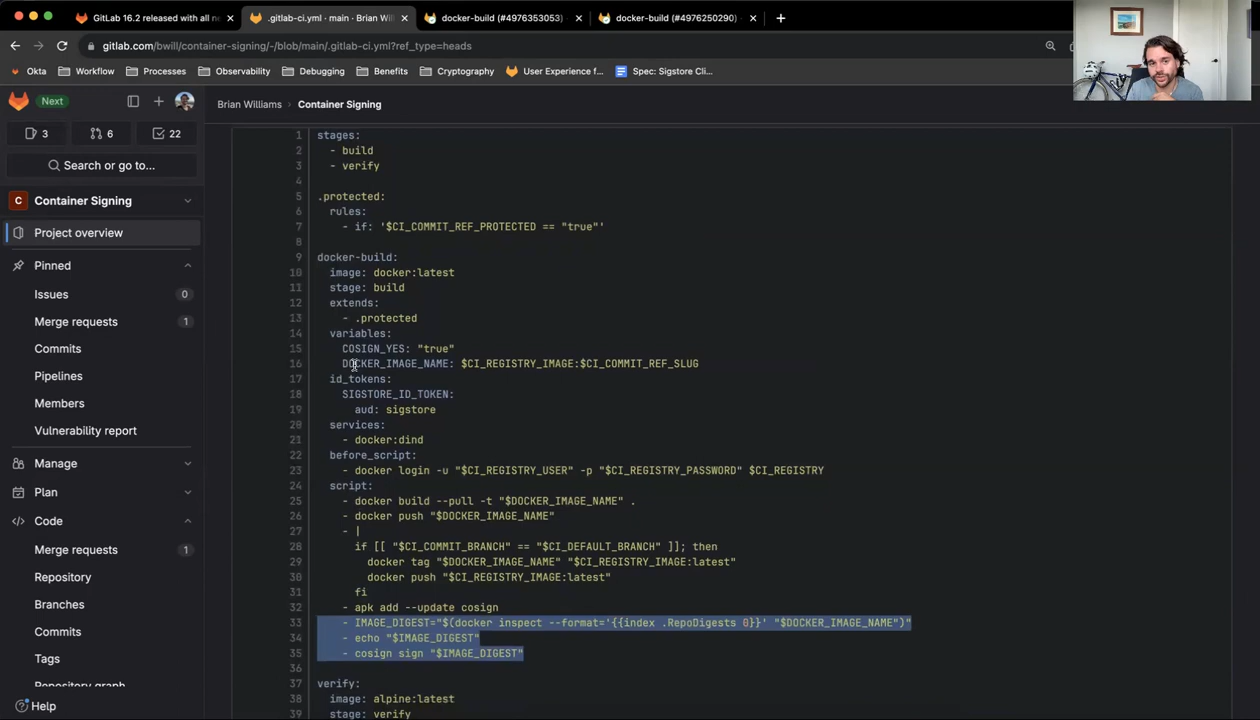 GitLab 16.2 released with all n
.gitlab-ci.yml · main · Brian Will
docker-build (#4976353053)
docker-build (#4976250290)
gitlab.com/bwill/container-signing/-/blob/main/.gitlab-ci.yml?ref_type=heads
Okta
Workflow
Processes
Observability
Debugging
Benefits
Cryptography
User Experience f...
Spec: Sigstore Cli...
Next
Brian Williams
Container Signing
3
6
22
Search or go to...
C
Container Signing
Project overview
Pinned
Issues
0
Merge requests
1
Commits
Pipelines
Members
Vulnerability report
Manage
Plan
Code
Merge requests
1
Repository
Branches
Commits
Tags
Repository graph
Help
1 stages:
2 - build
3 - verify
4
5 .protected:
6 rules:
7 - if: '$CI_COMMIT_REF_PROTECTED == "true"'
8
9 docker-build:
10 image: docker:latest
11 stage: build
12 extends:
13 - .protected
14 variables:
15 COSIGN_YES: "true"
16 DOCKER_IMAGE_NAME: $CI_REGISTRY_IMAGE:$CI_COMMIT_REF_SLUG
17 id_tokens:
18 SIGSTORE_ID_TOKEN:
19 aud: sigstore
20 services:
21 - docker:dind
22 before_script:
23 - docker login -u "$CI_REGISTRY_USER" -p "$CI_REGISTRY_PASSWORD" $CI_REGISTRY
24 script:
25 - docker build --pull -t "$DOCKER_IMAGE_NAME" .
26 - docker push "$DOCKER_IMAGE_NAME"
27 - |
28 if [[ "$CI_COMMIT_BRANCH" == "$CI_DEFAULT_BRANCH" ]]; then
29 docker tag "$DOCKER_IMAGE_NAME" "$CI_REGISTRY_IMAGE:latest"
30 docker push "$CI_REGISTRY_IMAGE:latest"
31 fi
32 - apk add --update cosign
33 - IMAGE_DIGEST="$(docker inspect --format='{{index .RepoDigests 0}}' "$DOCKER_IMAGE_NAME")"
34 - echo "$IMAGE_DIGEST"
35 - cosign sign "$IMAGE_DIGEST"
36
37 verify:
38 image: alpine:latest
39 stage: verify